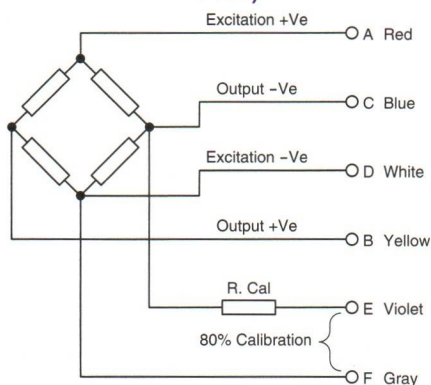 Excitation +Ve
A Red
Output –Ve
C Blue
Excitation –Ve
D White
Output +Ve
B Yellow
R. Cal
E Violet
80% Calibration
F Gray